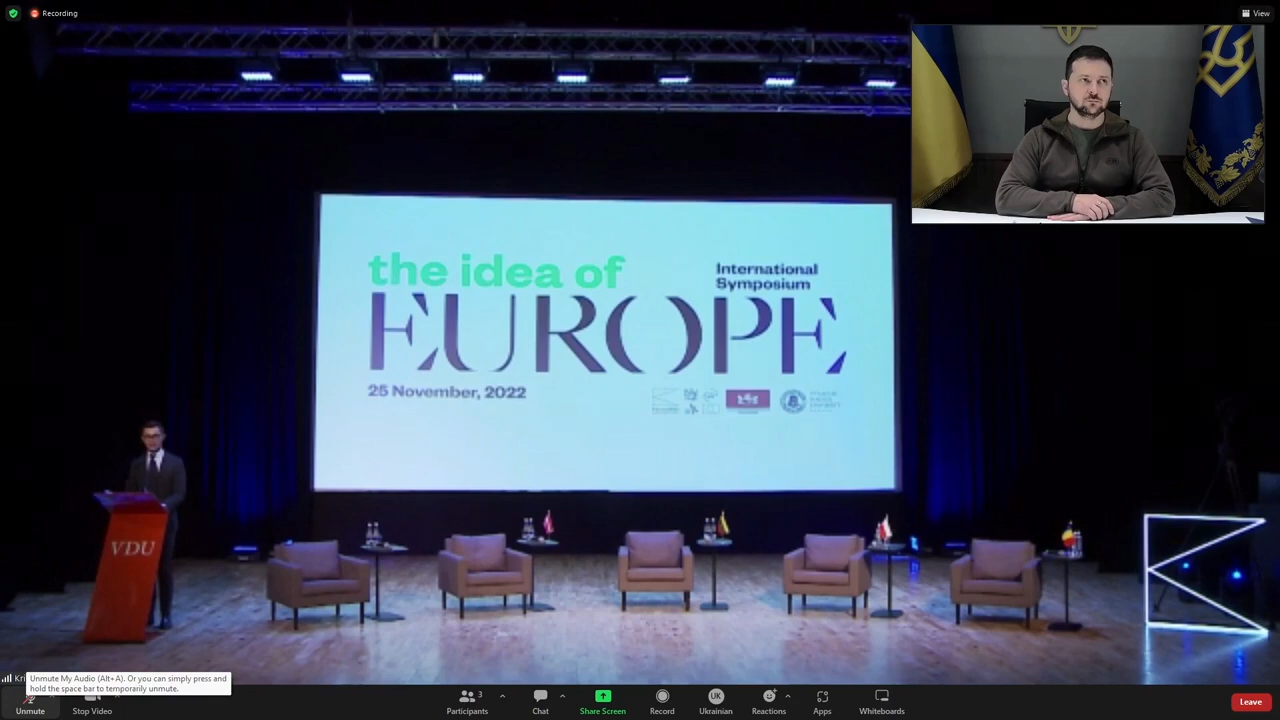 Recording
View
the idea of
EUROPE
International
Symposium
25 November, 2022
VDU
Unmute My Audio (Alt+A). Or you can simply press and
hold the space bar to temporarily unmute.
Unmute
Stop Video
Participants
3
Chat
Share Screen
Record
UK
Ukrainian
Reactions
Apps
Whiteboards
Leave